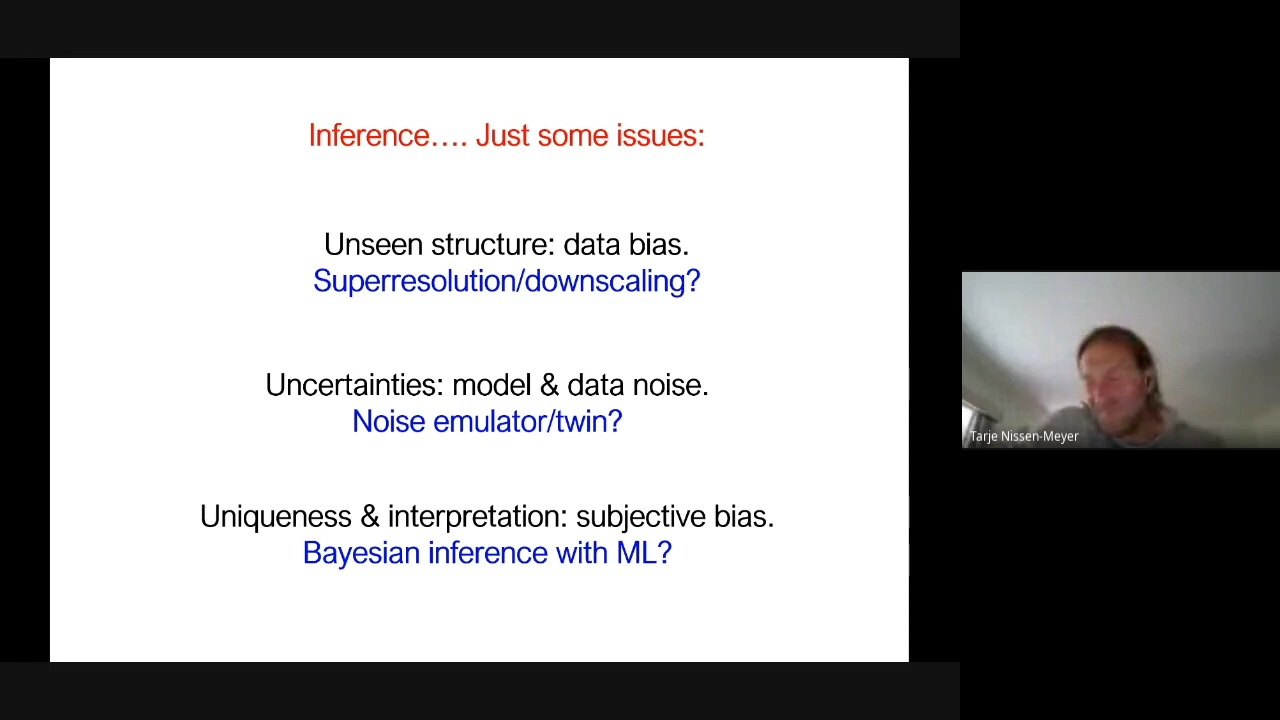 Inference…. Just some issues:
Unseen structure: data bias.
Superresolution/downscaling?
Uncertainties: model & data noise.
Noise emulator/twin?
Uniqueness & interpretation: subjective bias.
Bayesian inference with ML?
Tarje Nissen-Meyer